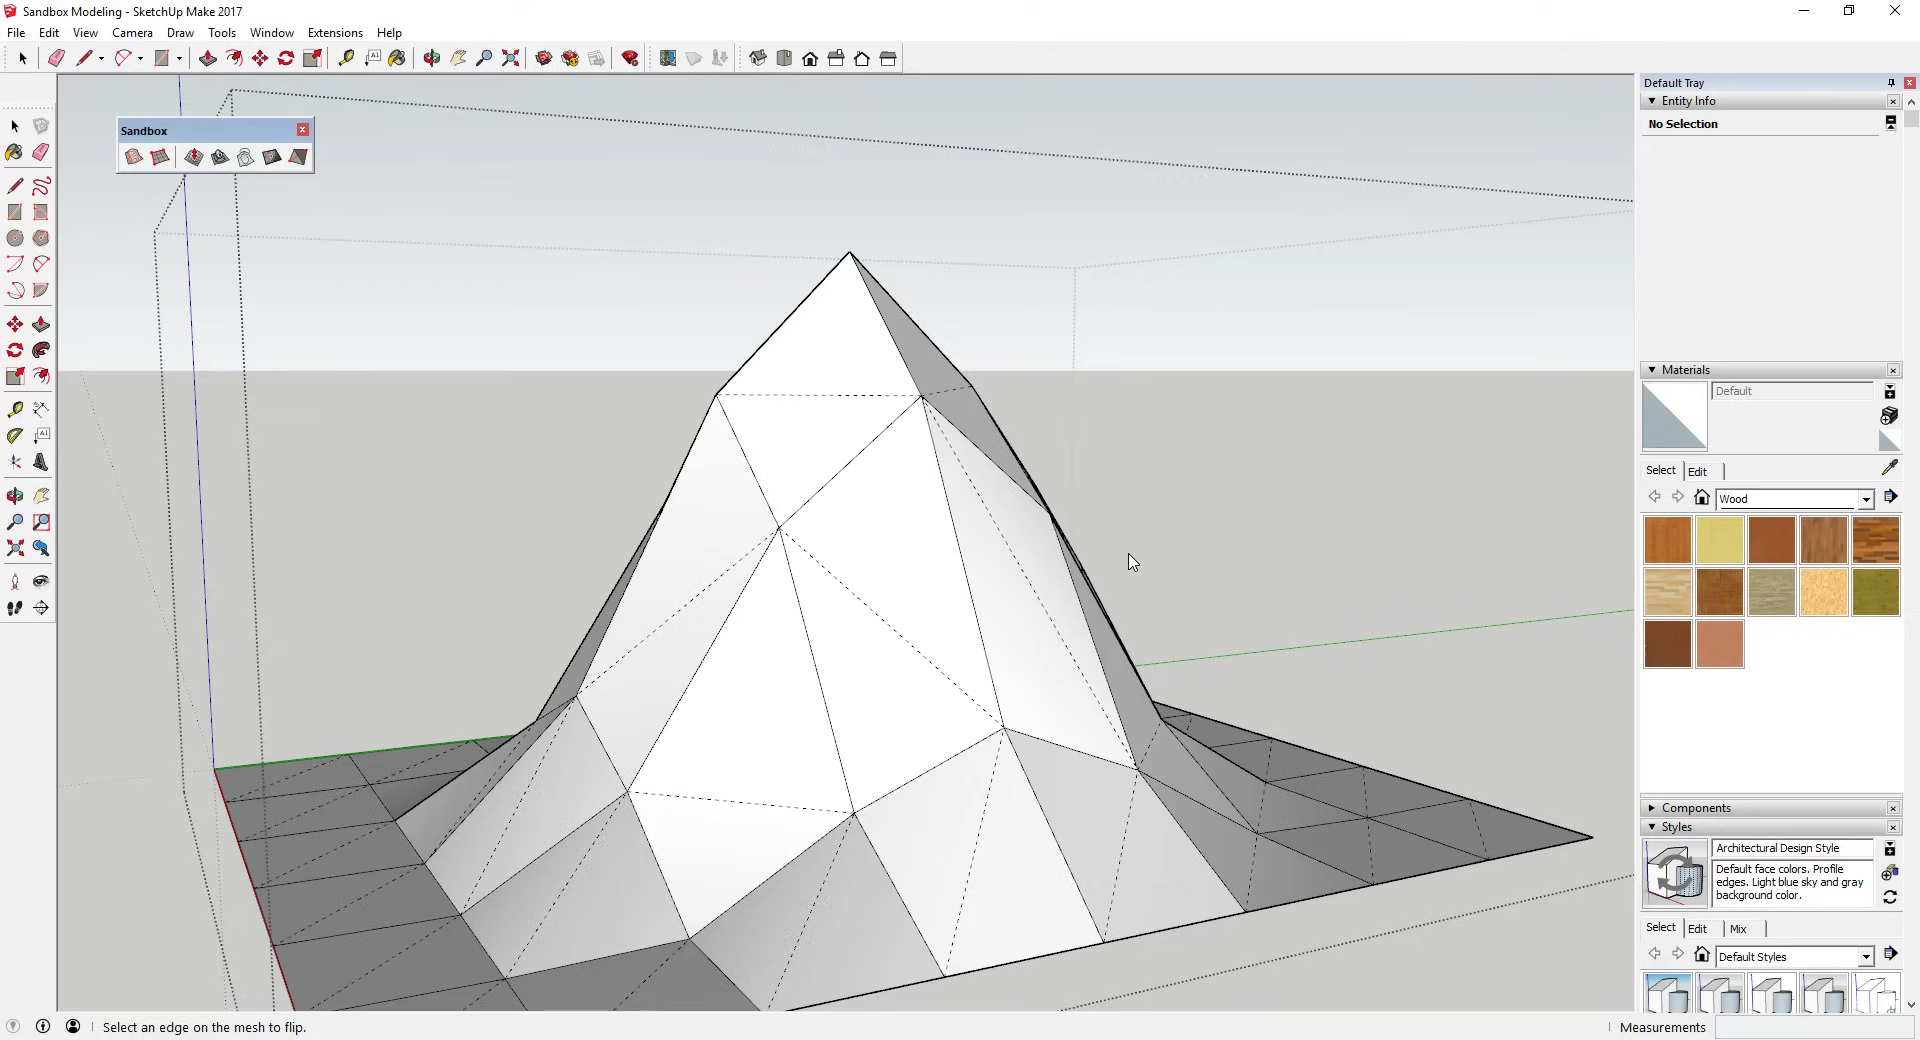 Sandbox Modeling - SketchUp Make 2017
File Edit View Camera Draw Tools Window Extensions Help
Default Tray
Entity Info
No Selection
Sandbox
Materials
Default
Select Edit
Wood
Components
Styles
Architectural Design Style
Default face colors. Profile
edges. Light blue sky and gray
background color.
Select Edit Mix
Default Styles
Select an edge on the mesh to flip.
Measurements